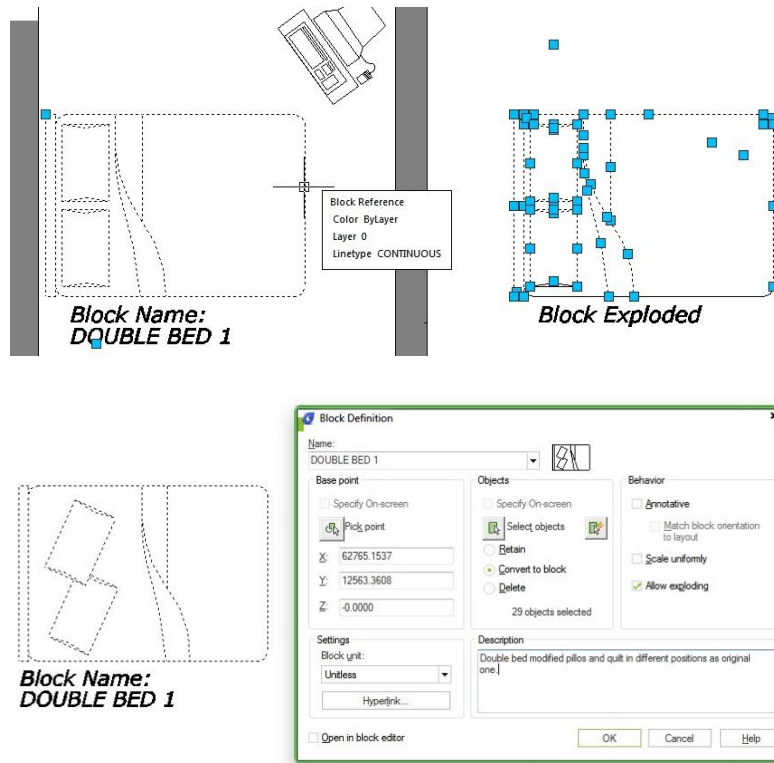 Block Reference
Color ByLayer
Layer 0
Linetype CONTINUOUS
Block Name:
DOUBLE BED 1
Block Exploded
Block Name:
DOUBLE BED 1
Block Definition
Name:
DOUBLE BED 1
Base point
Specify On-screen
Pick point
X: 62765.1537
Y: 12563.3608
Z: -0.0000
Objects
Specify On-screen
Select objects
Retain
Convert to block
Delete
29 objects selected
Behavior
Annotative
Match block orientation
to layout
Scale uniformly
Allow exploding
Settings
Block unit:
Unitless
Hyperlink...
Description
Double bed modified pillos and quilt in different positions as original
one.
Open in block editor
OK
Cancel
Help